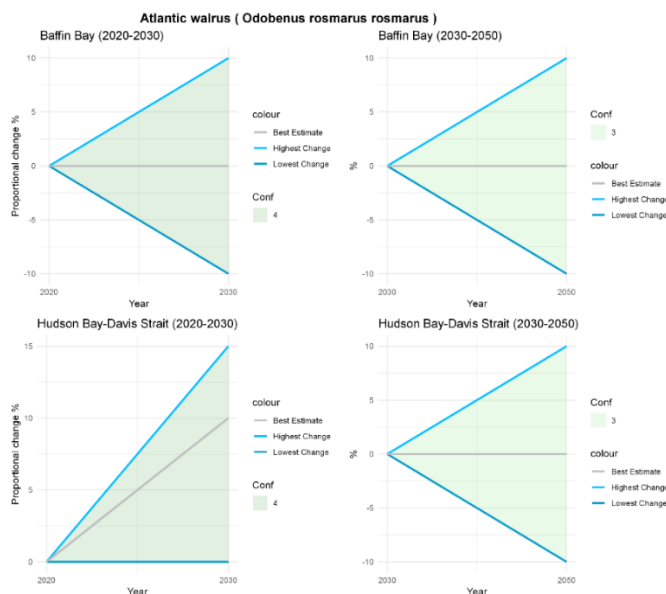 Atlantic walrus ( Odobenus rosmarus rosmarus )
Baffin Bay (2020-2030)
10
5
0
-5
-10
Proportional change %
2020
2030
Year
colour
Best Estimate
Highest Change
Lowest Change
Conf
4
Baffin Bay (2030-2050)
10
5
0
-5
-10
%
2030
2050
Year
Conf
3
colour
Best Estimate
Highest Change
Lowest Change
Hudson Bay-Davis Strait (2020-2030)
15
10
5
0
Proportional change %
2020
2030
Year
colour
Best Estimate
Highest Change
Lowest Change
Conf
4
Hudson Bay-Davis Strait (2030-2050)
10
5
0
-5
-10
%
2030
2050
Year
Conf
3
colour
Best Estimate
Highest Change
Lowest Change